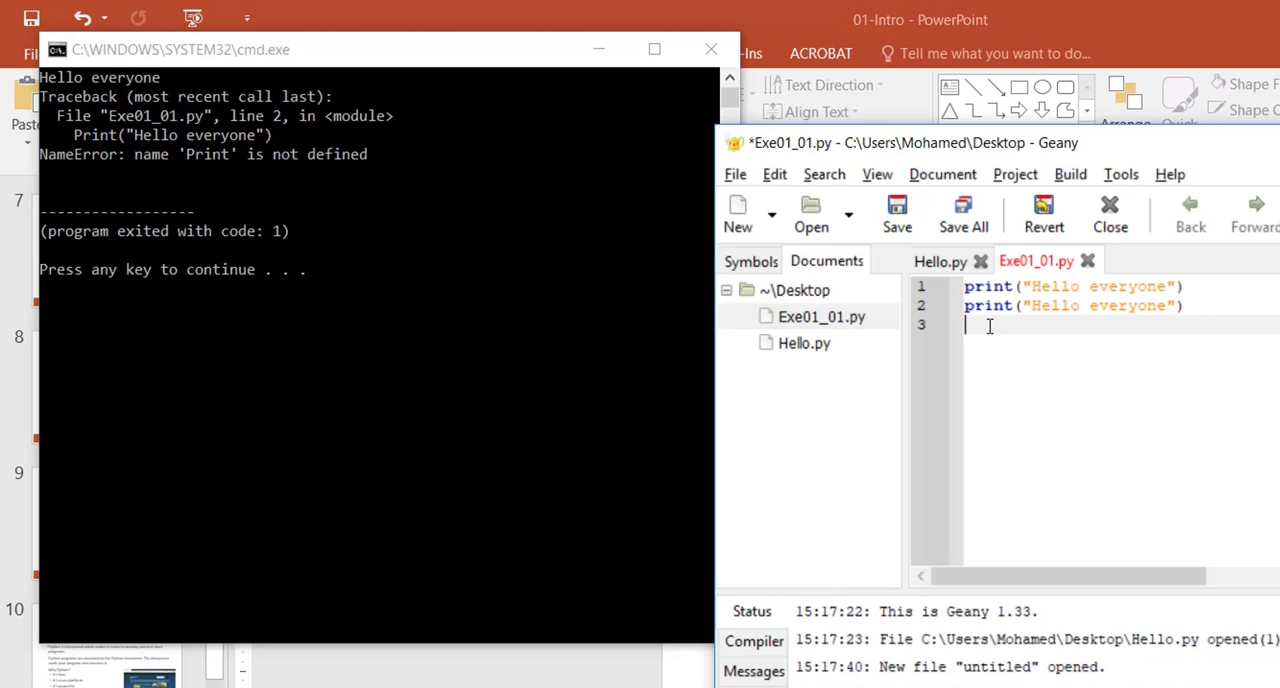 01-Intro - PowerPoint
Fil
-Ins
ACROBAT
Tell me what you want to do...
C:\WINDOWS\SYSTEM32\cmd.exe
Hello everyone
Traceback (most recent call last):
File "Exe01_01.py", line 2, in <module>
Print("Hello everyone")
NameError: name 'Print' is not defined
------------------
(program exited with code: 1)
Press any key to continue . . .
Paste
Text Direction
Align Text
Shape F
Shape O
Arrange
Quick
7
8
9
10
*Exe01_01.py - C:\Users\Mohamed\Desktop - Geany
File Edit Search View Document Project Build Tools Help
New Open Save Save All Revert Close Back Forward
Symbols Documents
Hello.py Exe01_01.py
~\Desktop
Exe01_01.py
Hello.py
1 print("Hello everyone")
2 print("Hello everyone")
3
Status
Compiler
Messages
15:17:22: This is Geany 1.33.
15:17:23: File C:\Users\Mohamed\Desktop\Hello.py opened(1)
15:17:40: New file "untitled" opened.